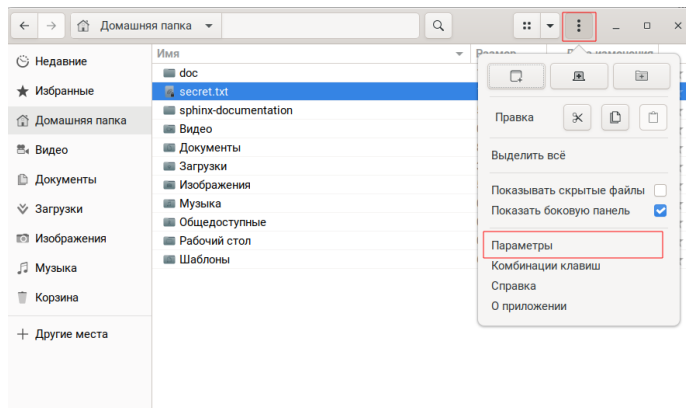 Домашняя папка
Имя
Размер
Недавние
Избранные
Домашняя папка
Видео
Документы
Загрузки
Изображения
Музыка
Корзина
Другие места
doc
secret.txt
sphinx-documentation
Видео
Документы
Загрузки
Изображения
Музыка
Общедоступные
Рабочий стол
Шаблоны
Правка
Выделить всё
Показывать скрытые файлы
Показать боковую панель
Параметры
Комбинации клавиш
Справка
О приложении